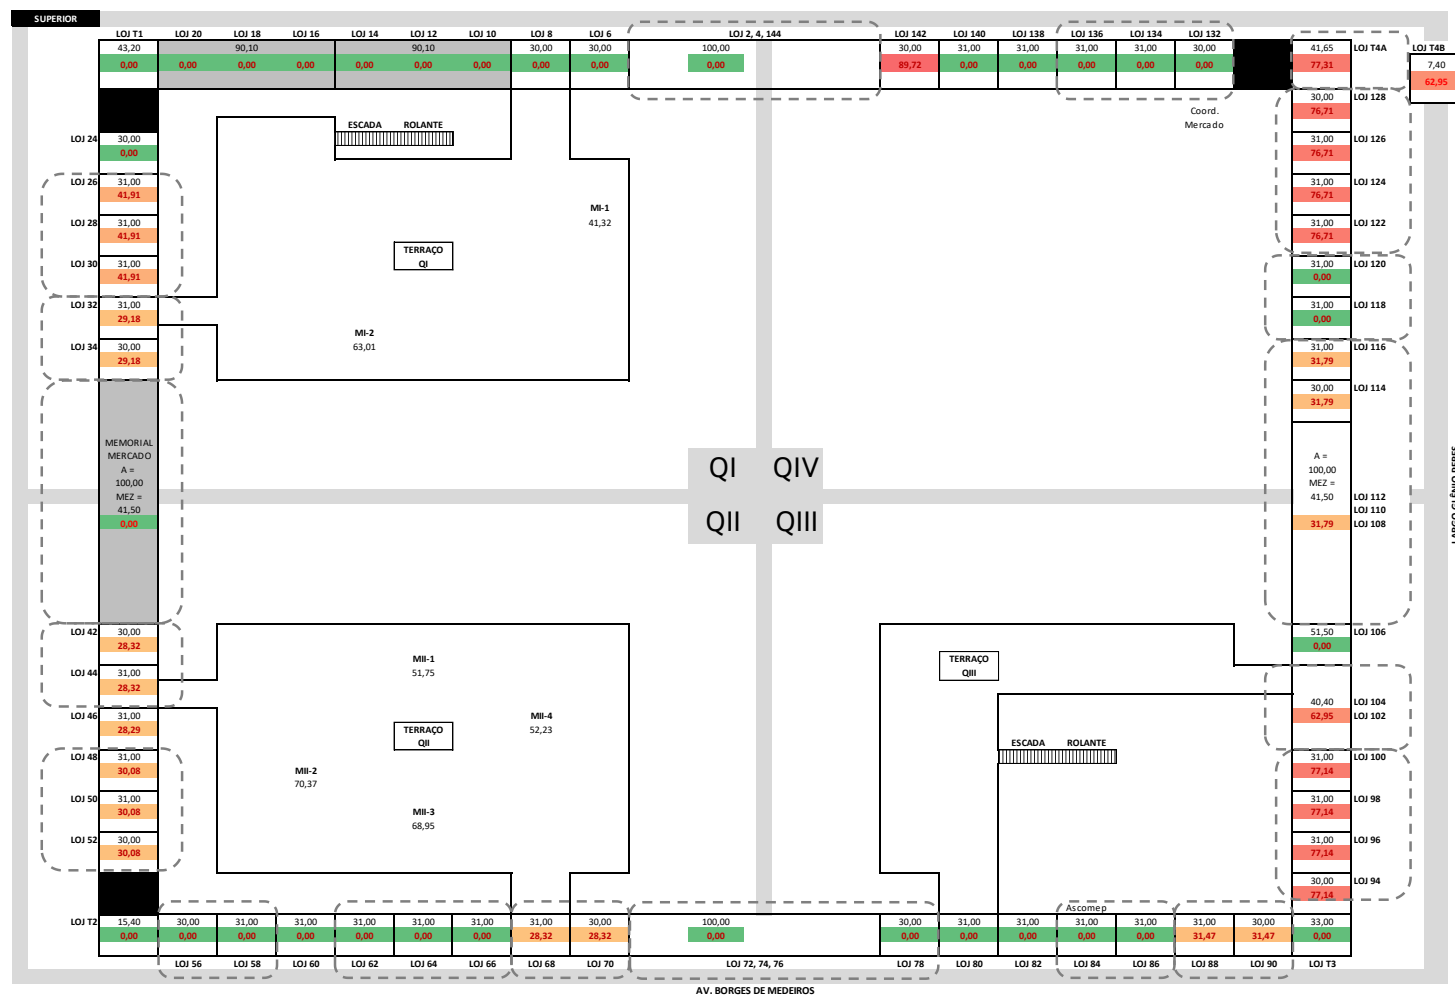 SUPERIOR
LOJ T1 LOJ 20 LOJ 18 LOJ 16 LOJ 14 LOJ 12 LOJ 10 LOJ 8 LOJ 6 LOJ 2, 4, 144 LOJ 142 LOJ 140 LOJ 138 LOJ 136 LOJ 134 LOJ 132
43,20 90,10 90,10 30,00 30,00 100,00 30,00 31,00 31,00 31,00 31,00 30,00 41,65 LOJ T4A LOJ T4B
0,00 0,00 0,00 0,00 0,00 0,00 0,00 0,00 0,00 0,00 89,72 0,00 0,00 0,00 0,00 0,00 77,31 7,40
62,95
30,00 LOJ 128
Coord. 76,71
Mercado
ESCADA ROLANTE
LOJ 24 30,00 31,00 LOJ 126
0,00 76,71
LOJ 26 31,00 31,00 LOJ 124
41,91 76,71
MI-1
LOJ 28 31,00 41,32 31,00 LOJ 122
41,91 76,71
TERRAÇO
LOJ 30 31,00 QI 31,00 LOJ 120
41,91 0,00
LOJ 32 31,00 31,00 LOJ 118
29,18 0,00
MI-2
LOJ 34 30,00 63,01 31,00 LOJ 116
29,18 31,79
30,00 LOJ 114
31,79
MEMORIAL
MERCADO A =
A = QI QIV 100,00
100,00 MEZ =
MEZ = 41,50 LOJ 112
41,50 LOJ 110
0,00 QII QIII 31,79 LOJ 108
LARGO GLÊNIO PERES
LOJ 42 30,00 51,50 LOJ 106
28,32 0,00
MII-1 TERRAÇO
LOJ 44 31,00 51,75 QIII
28,32
40,40 LOJ 104
LOJ 46 31,00 MII-4 62,95 LOJ 102
28,29 TERRAÇO 52,23
QII ESCADA ROLANTE
LOJ 48 31,00 31,00 LOJ 100
30,08 MII-2 77,14
70,37
LOJ 50 31,00 31,00 LOJ 98
30,08 MII-3 77,14
68,95
LOJ 52 30,00 31,00 LOJ 96
30,08 77,14
30,00 LOJ 94
77,14
Ascomep
LOJ T2 15,40 30,00 31,00 31,00 31,00 31,00 31,00 31,00 30,00 100,00 30,00 31,00 31,00 31,00 31,00 31,00 30,00 33,00
0,00 0,00 0,00 0,00 0,00 0,00 0,00 28,32 28,32 0,00 0,00 0,00 0,00 0,00 0,00 31,47 31,47 0,00
LOJ 56 LOJ 58 LOJ 60 LOJ 62 LOJ 64 LOJ 66 LOJ 68 LOJ 70 LOJ 72, 74, 76 LOJ 78 LOJ 80 LOJ 82 LOJ 84 LOJ 86 LOJ 88 LOJ 90 LOJ T3
AV. BORGES DE MEDEIROS